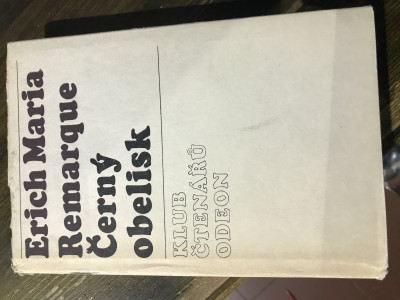 Erich Maria
Remarque
Černý
obelisk
KLUB
ČTENÁŘŮ
ODEON